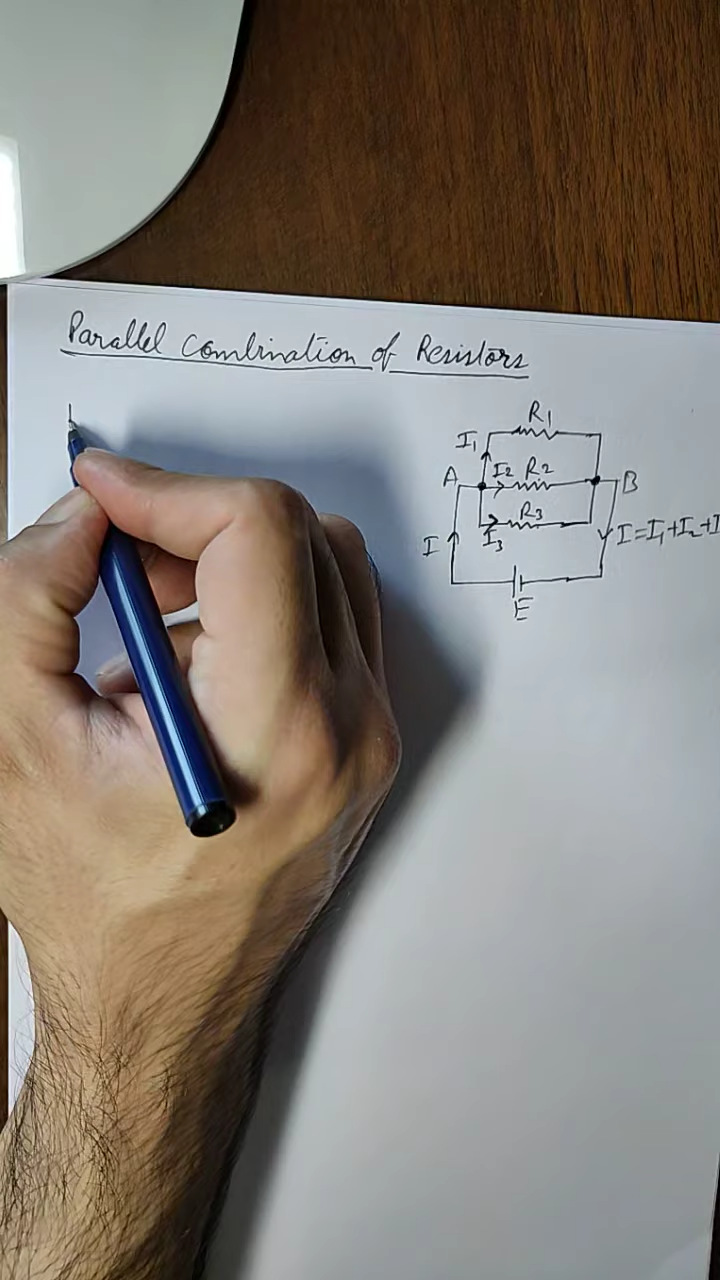 Parallel Combination of Resistors
R1
I1
A I2 R2 B
R3
I3
I I=I1+I2+I
E